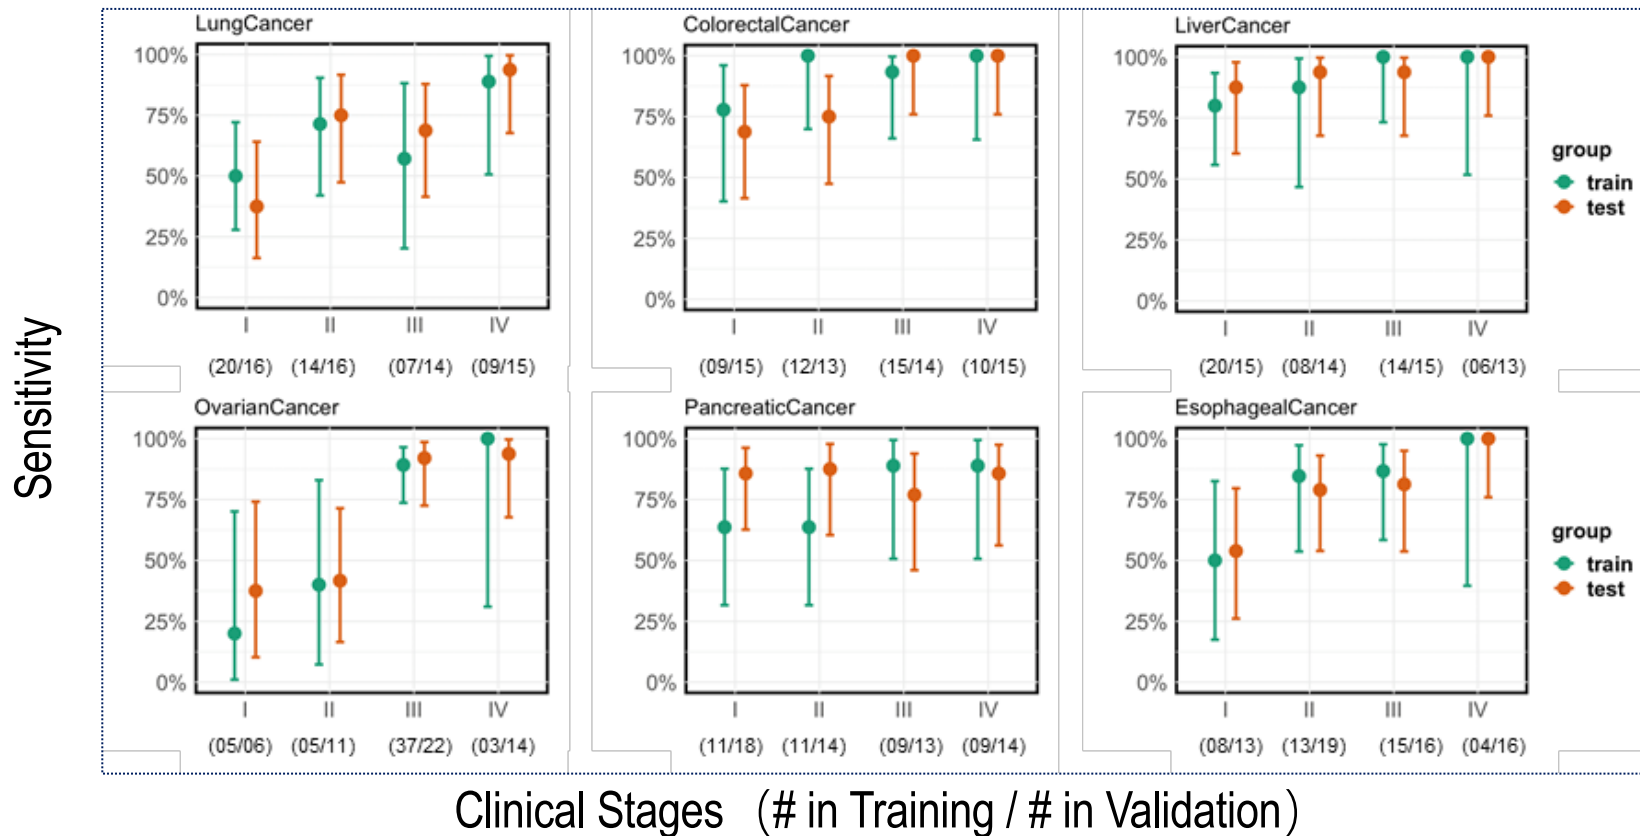 LungCancer
100%
75%
50%
25%
0%
I II III IV
(20/16) (14/16) (07/14) (09/15)
ColorectalCancer
100%
75%
50%
25%
0%
I II III IV
(09/15) (12/13) (15/14) (10/15)
LiverCancer
100%
75%
50%
25%
0%
I II III IV
(20/15) (08/14) (14/15) (06/13)
group
train
test
Sensitivity
OvarianCancer
100%
75%
50%
25%
0%
I II III IV
(05/06) (05/11) (37/22) (03/14)
PancreaticCancer
100%
75%
50%
25%
0%
I II III IV
(11/18) (11/14) (09/13) (09/14)
EsophagealCancer
100%
75%
50%
25%
0%
I II III IV
(08/13) (13/19) (15/16) (04/16)
group
train
test
Clinical Stages （# in Training / # in Validation）